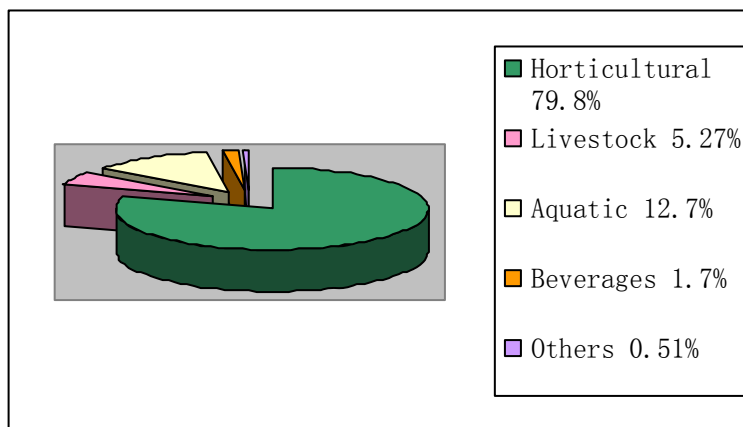 Horticultural
79.8%
Livestock 5.27%
Aquatic 12.7%
Beverages 1.7%
Others 0.51%